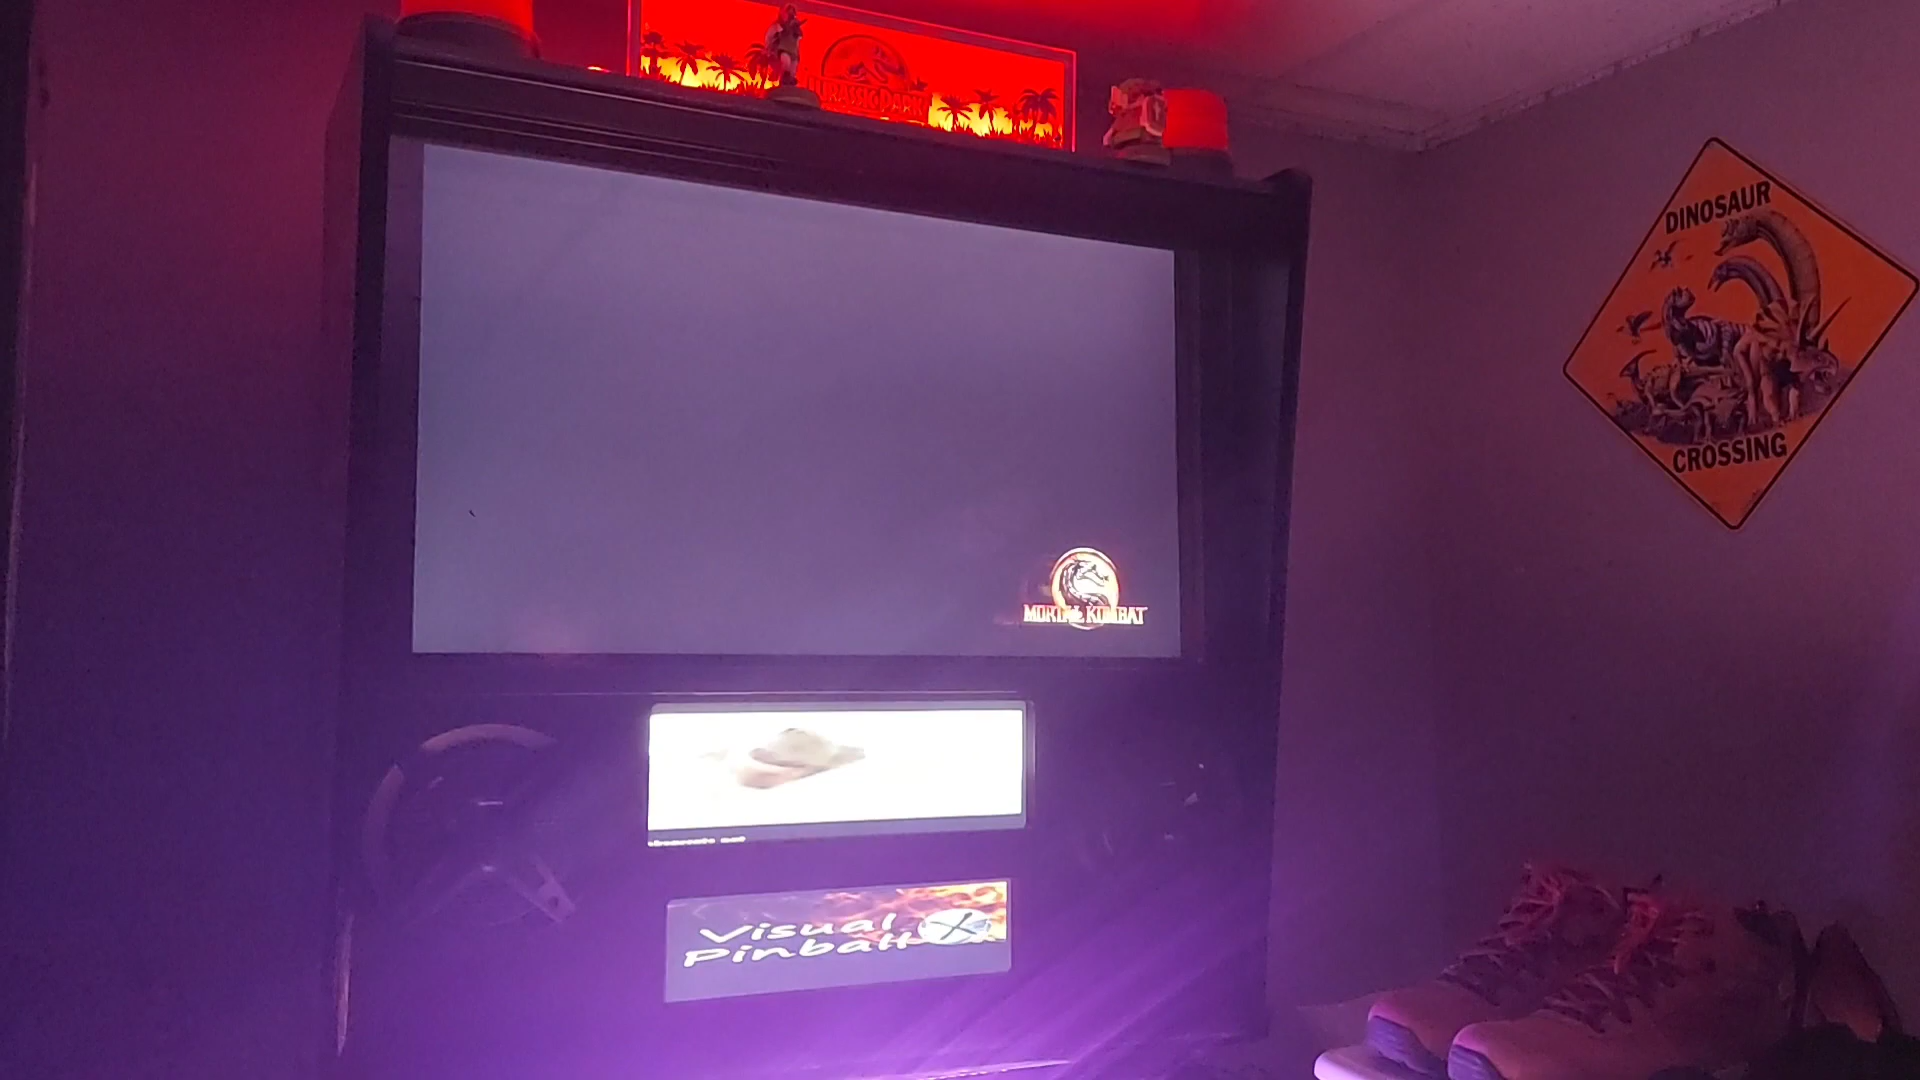 JURASSIC PARK
DINOSAUR
CROSSING
MORTAL KOMBAT
Visual
Pinball X